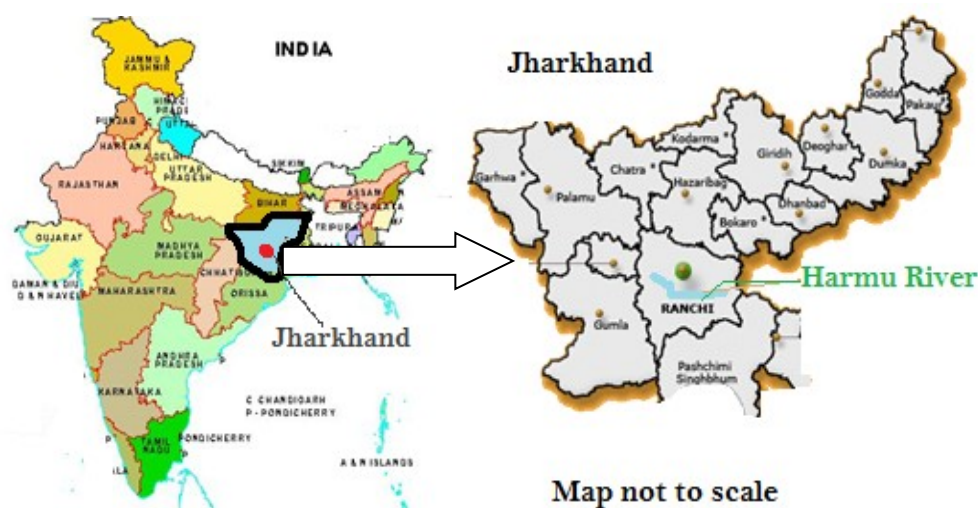 INDIA
JAMMU &
KASHMIR
PUNJAB
HARYANA
DELHI
UTTAR
PRADESH
RAJASTHAN
SIKKIM
ASSAM
MEGHALAYA
BIHAR
TRIPURA
GUJARAT
MADHYA
PRADESH
DAMAN & DIU
D & N HAVELI
MAHARASHTRA
ORISSA
Jharkhand
ANDHRA
PRADESH
KARNATAKA
C CHANDIGARH
P - PONDICHERRY
TAMIL
NADU
PONDICHERRY
P
P
A & N ISLANDS
Jharkhand
Godda
Pakaur
Kodarma
Deoghar
Garhwa
Chatra
Giridih
Dumka
Palamu
Hazaribag
Dhanbad
Bokaro
Harmu River
RANCHI
Gumla
Pashchimi
Singhbhum
Map not to scale